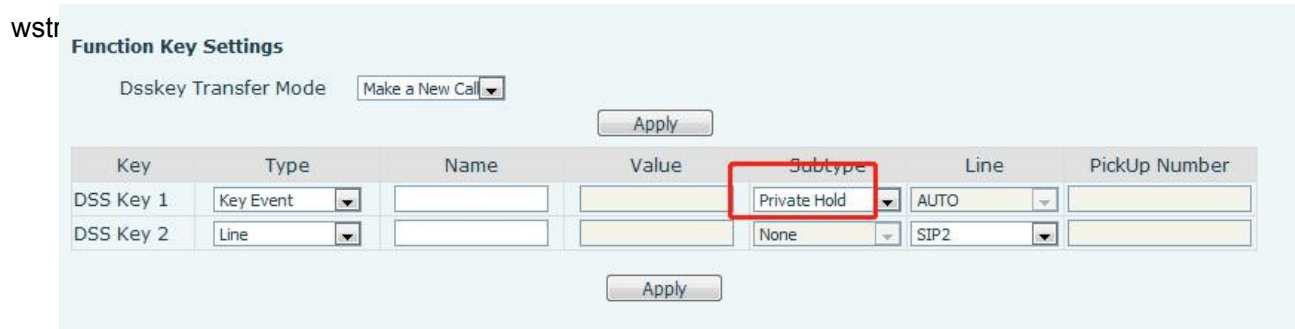 wstr
Function Key Settings
Dsskey Transfer Mode Make a New Call
Apply
Key Type Name Value Subtype Line PickUp Number
DSS Key 1 Key Event Private Hold AUTO
DSS Key 2 Line None SIP2
Apply